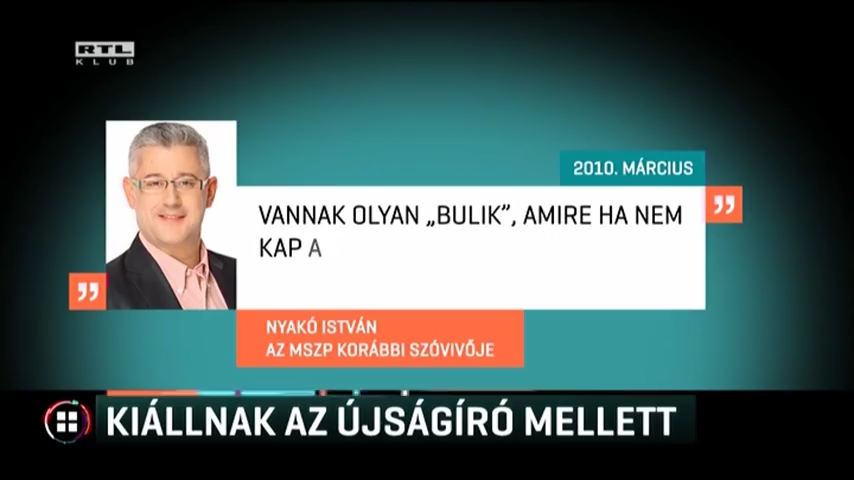 RTL
KLUB
2010. MÁRCIUS
VANNAK OLYAN „BULIK”, AMIRE HA NEM
KAP A
NYAKÓ ISTVÁN
AZ MSZP KORÁBBI SZÓVIVŐJE
KIÁLLNAK AZ ÚJSÁGÍRÓ MELLETT